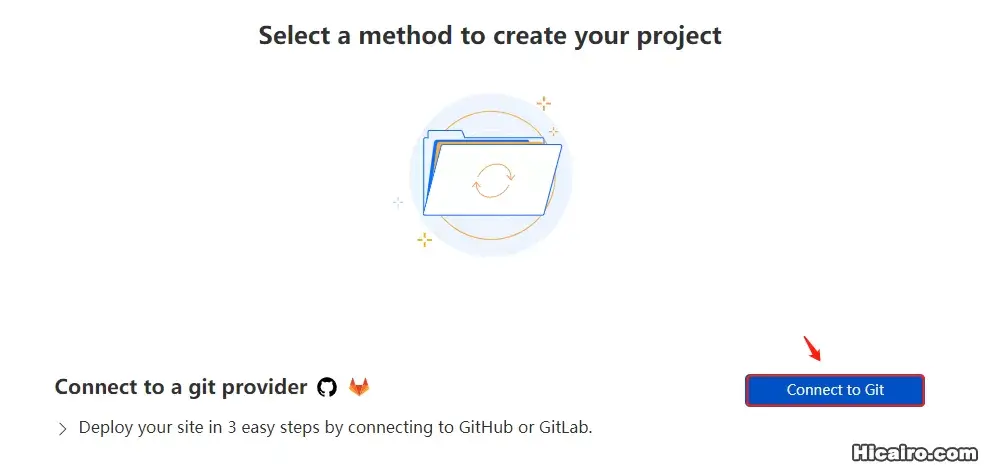 Select a method to create your project
Connect to a git provider
Connect to Git
Deploy your site in 3 easy steps by connecting to GitHub or GitLab.
Hicairo.com